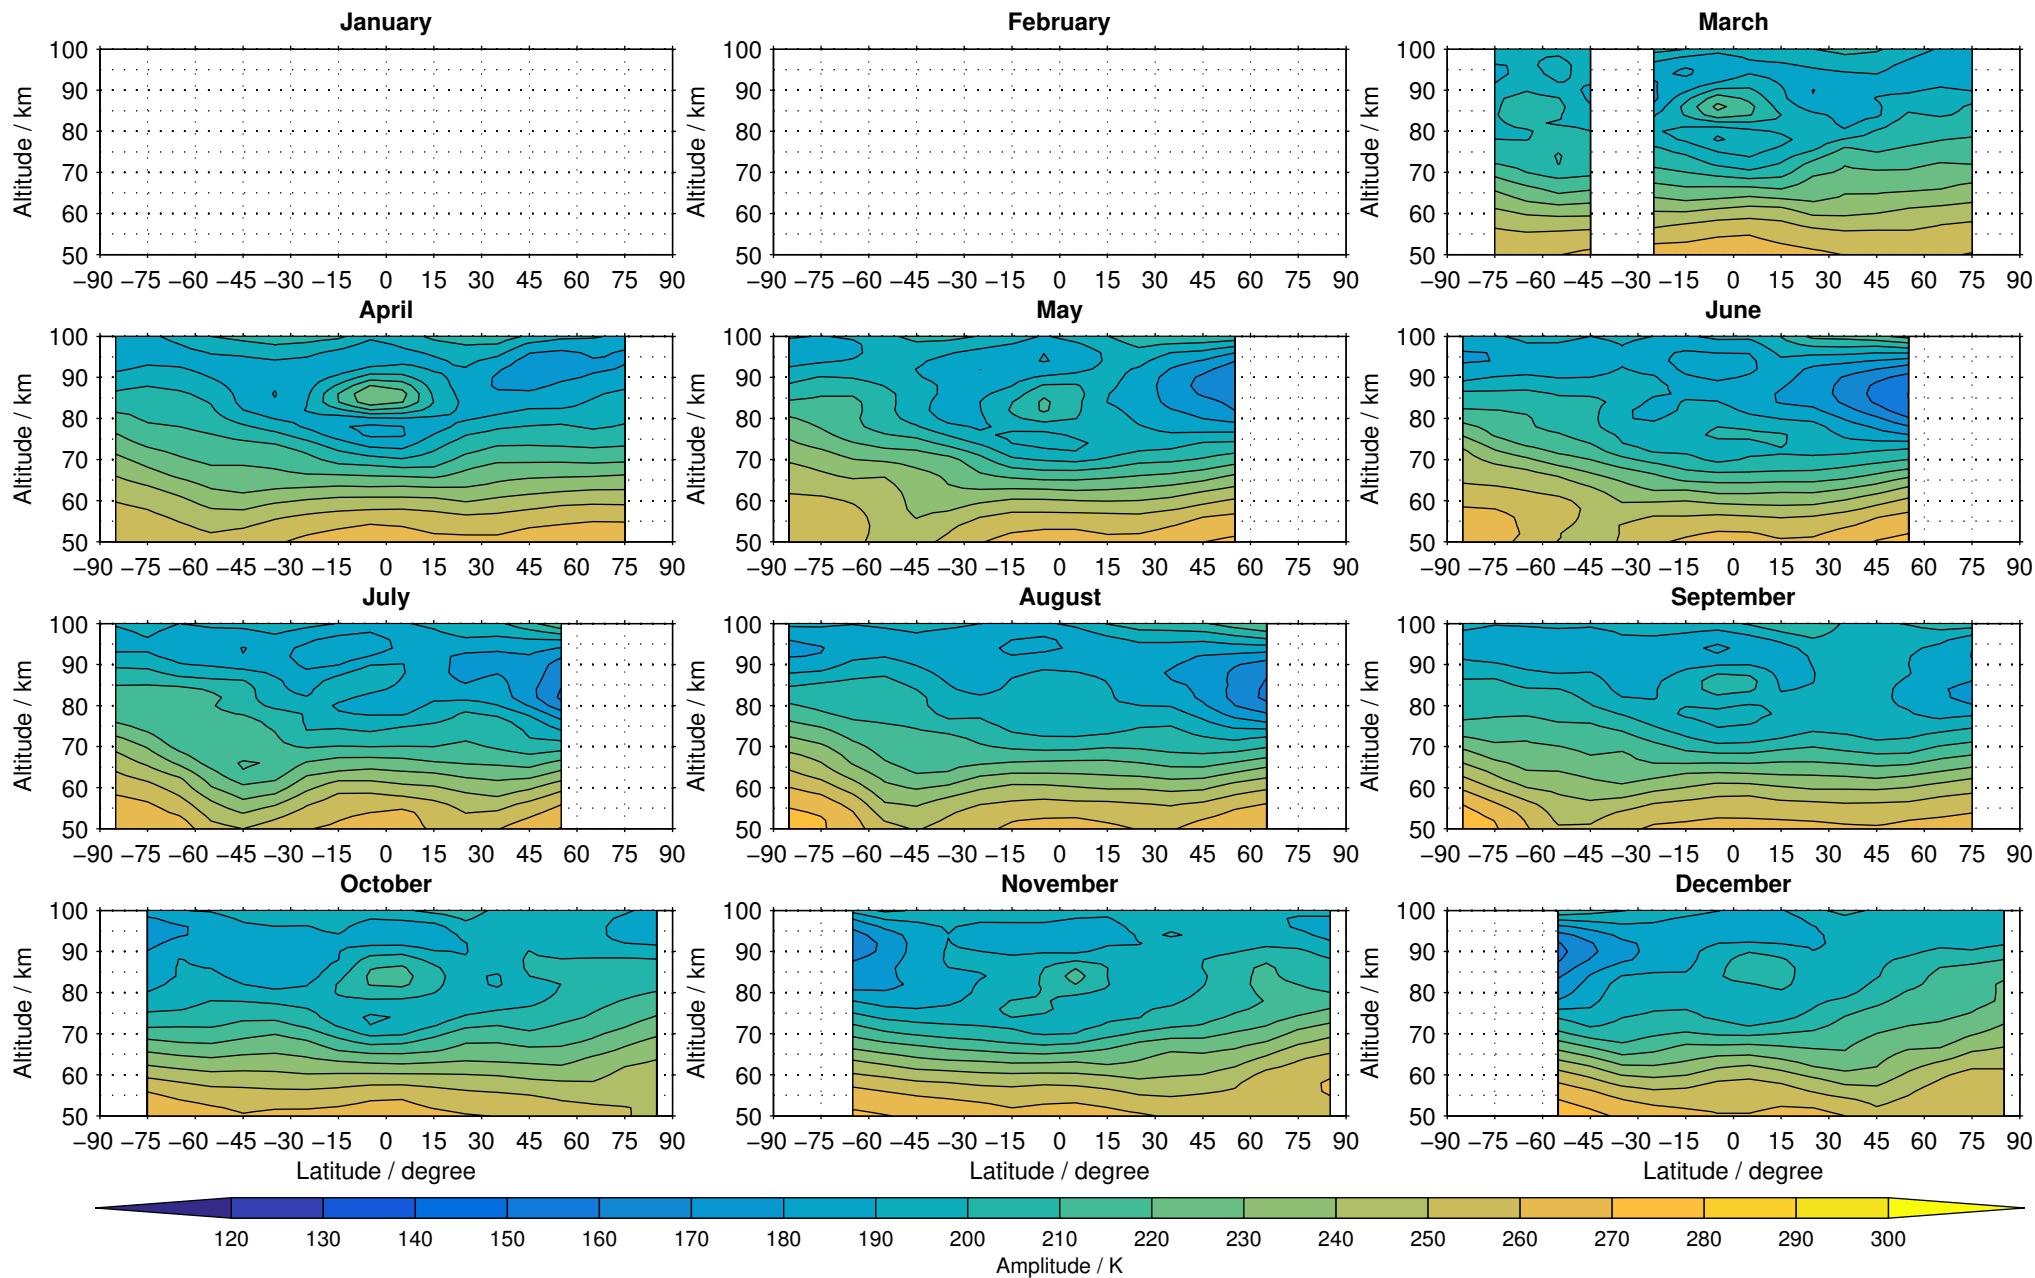 January February March
100 100 100
90 90 90
80 80 80
70 70 70
60 60 60
50 50 50
Altitude / km Altitude / km Altitude / km
−90 −75 −60 −45 −30 −15 0 15 30 45 60 75 90 −90 −75 −60 −45 −30 −15 0 15 30 45 60 75 90 −90 −75 −60 −45 −30 −15 0 15 30 45 60 75 90
April May June
100 100 100
90 90 90
80 80 80
70 70 70
60 60 60
50 50 50
Altitude / km Altitude / km Altitude / km
−90 −75 −60 −45 −30 −15 0 15 30 45 60 75 90 −90 −75 −60 −45 −30 −15 0 15 30 45 60 75 90 −90 −75 −60 −45 −30 −15 0 15 30 45 60 75 90
July August September
100 100 100
90 90 90
80 80 80
70 70 70
60 60 60
50 50 50
Altitude / km Altitude / km Altitude / km
−90 −75 −60 −45 −30 −15 0 15 30 45 60 75 90 −90 −75 −60 −45 −30 −15 0 15 30 45 60 75 90 −90 −75 −60 −45 −30 −15 0 15 30 45 60 75 90
October November December
100 100 100
90 90 90
80 80 80
70 70 70
60 60 60
50 50 50
Altitude / km Altitude / km Altitude / km
−90 −75 −60 −45 −30 −15 0 15 30 45 60 75 90 −90 −75 −60 −45 −30 −15 0 15 30 45 60 75 90 −90 −75 −60 −45 −30 −15 0 15 30 45 60 75 90
Latitude / degree Latitude / degree Latitude / degree
120 130 140 150 160 170 180 190 200 210 220 230 240 250 260 270 280 290 300
Amplitude / K